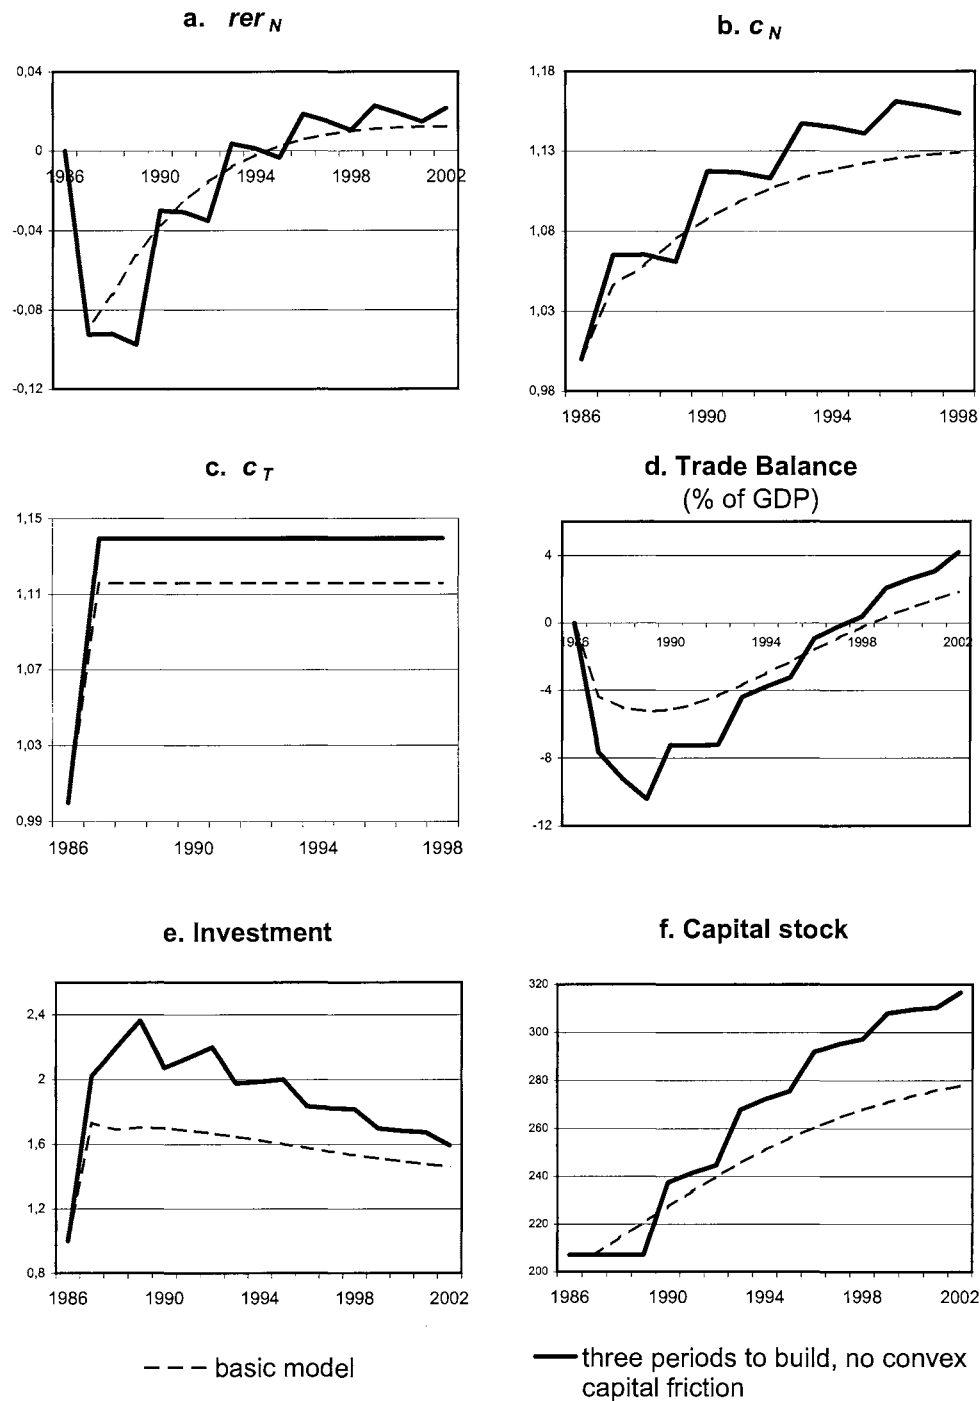 a. rer N
0,04
0
1986 1990 1994 1998 2002
-0,04
-0,08
-0,12
b. c N
1,18
1,13
1,08
1,03
0,98
1986 1990 1994 1998
c. c T
1,15
1,11
1,07
1,03
0,99
1986 1990 1994 1998
d. Trade Balance
(% of GDP)
4
0
1986 1990 1994 1998 2002
-4
-8
-12
e. Investment
2,4
2
1,6
1,2
0,8
1986 1990 1994 1998 2002
f. Capital stock
320
300
280
260
240
220
200
1986 1990 1994 1998 2002
basic model
three periods to build, no convex
capital friction